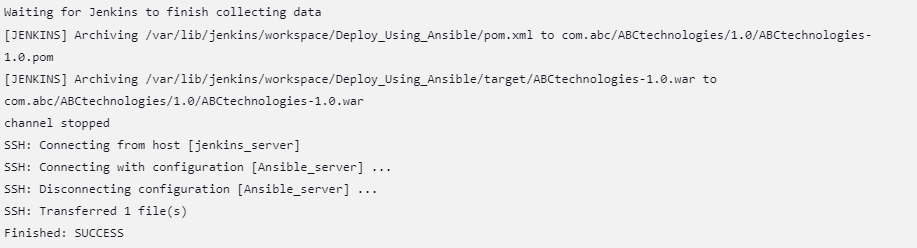 Waiting for Jenkins to finish collecting data
[JENKINS] Archiving /var/lib/jenkins/workspace/Deploy_Using_Ansible/pom.xml to com.abc/ABCtechnologies/1.0/ABCtechnologies-
1.0.pom
[JENKINS] Archiving /var/lib/jenkins/workspace/Deploy_Using_Ansible/target/ABCtechnologies-1.0.war to
com.abc/ABCtechnologies/1.0/ABCtechnologies-1.0.war
channel stopped
SSH: Connecting from host [jenkins_server]
SSH: Connecting with configuration [Ansible_server] ...
SSH: Disconnecting configuration [Ansible_server] ...
SSH: Transferred 1 file(s)
Finished: SUCCESS